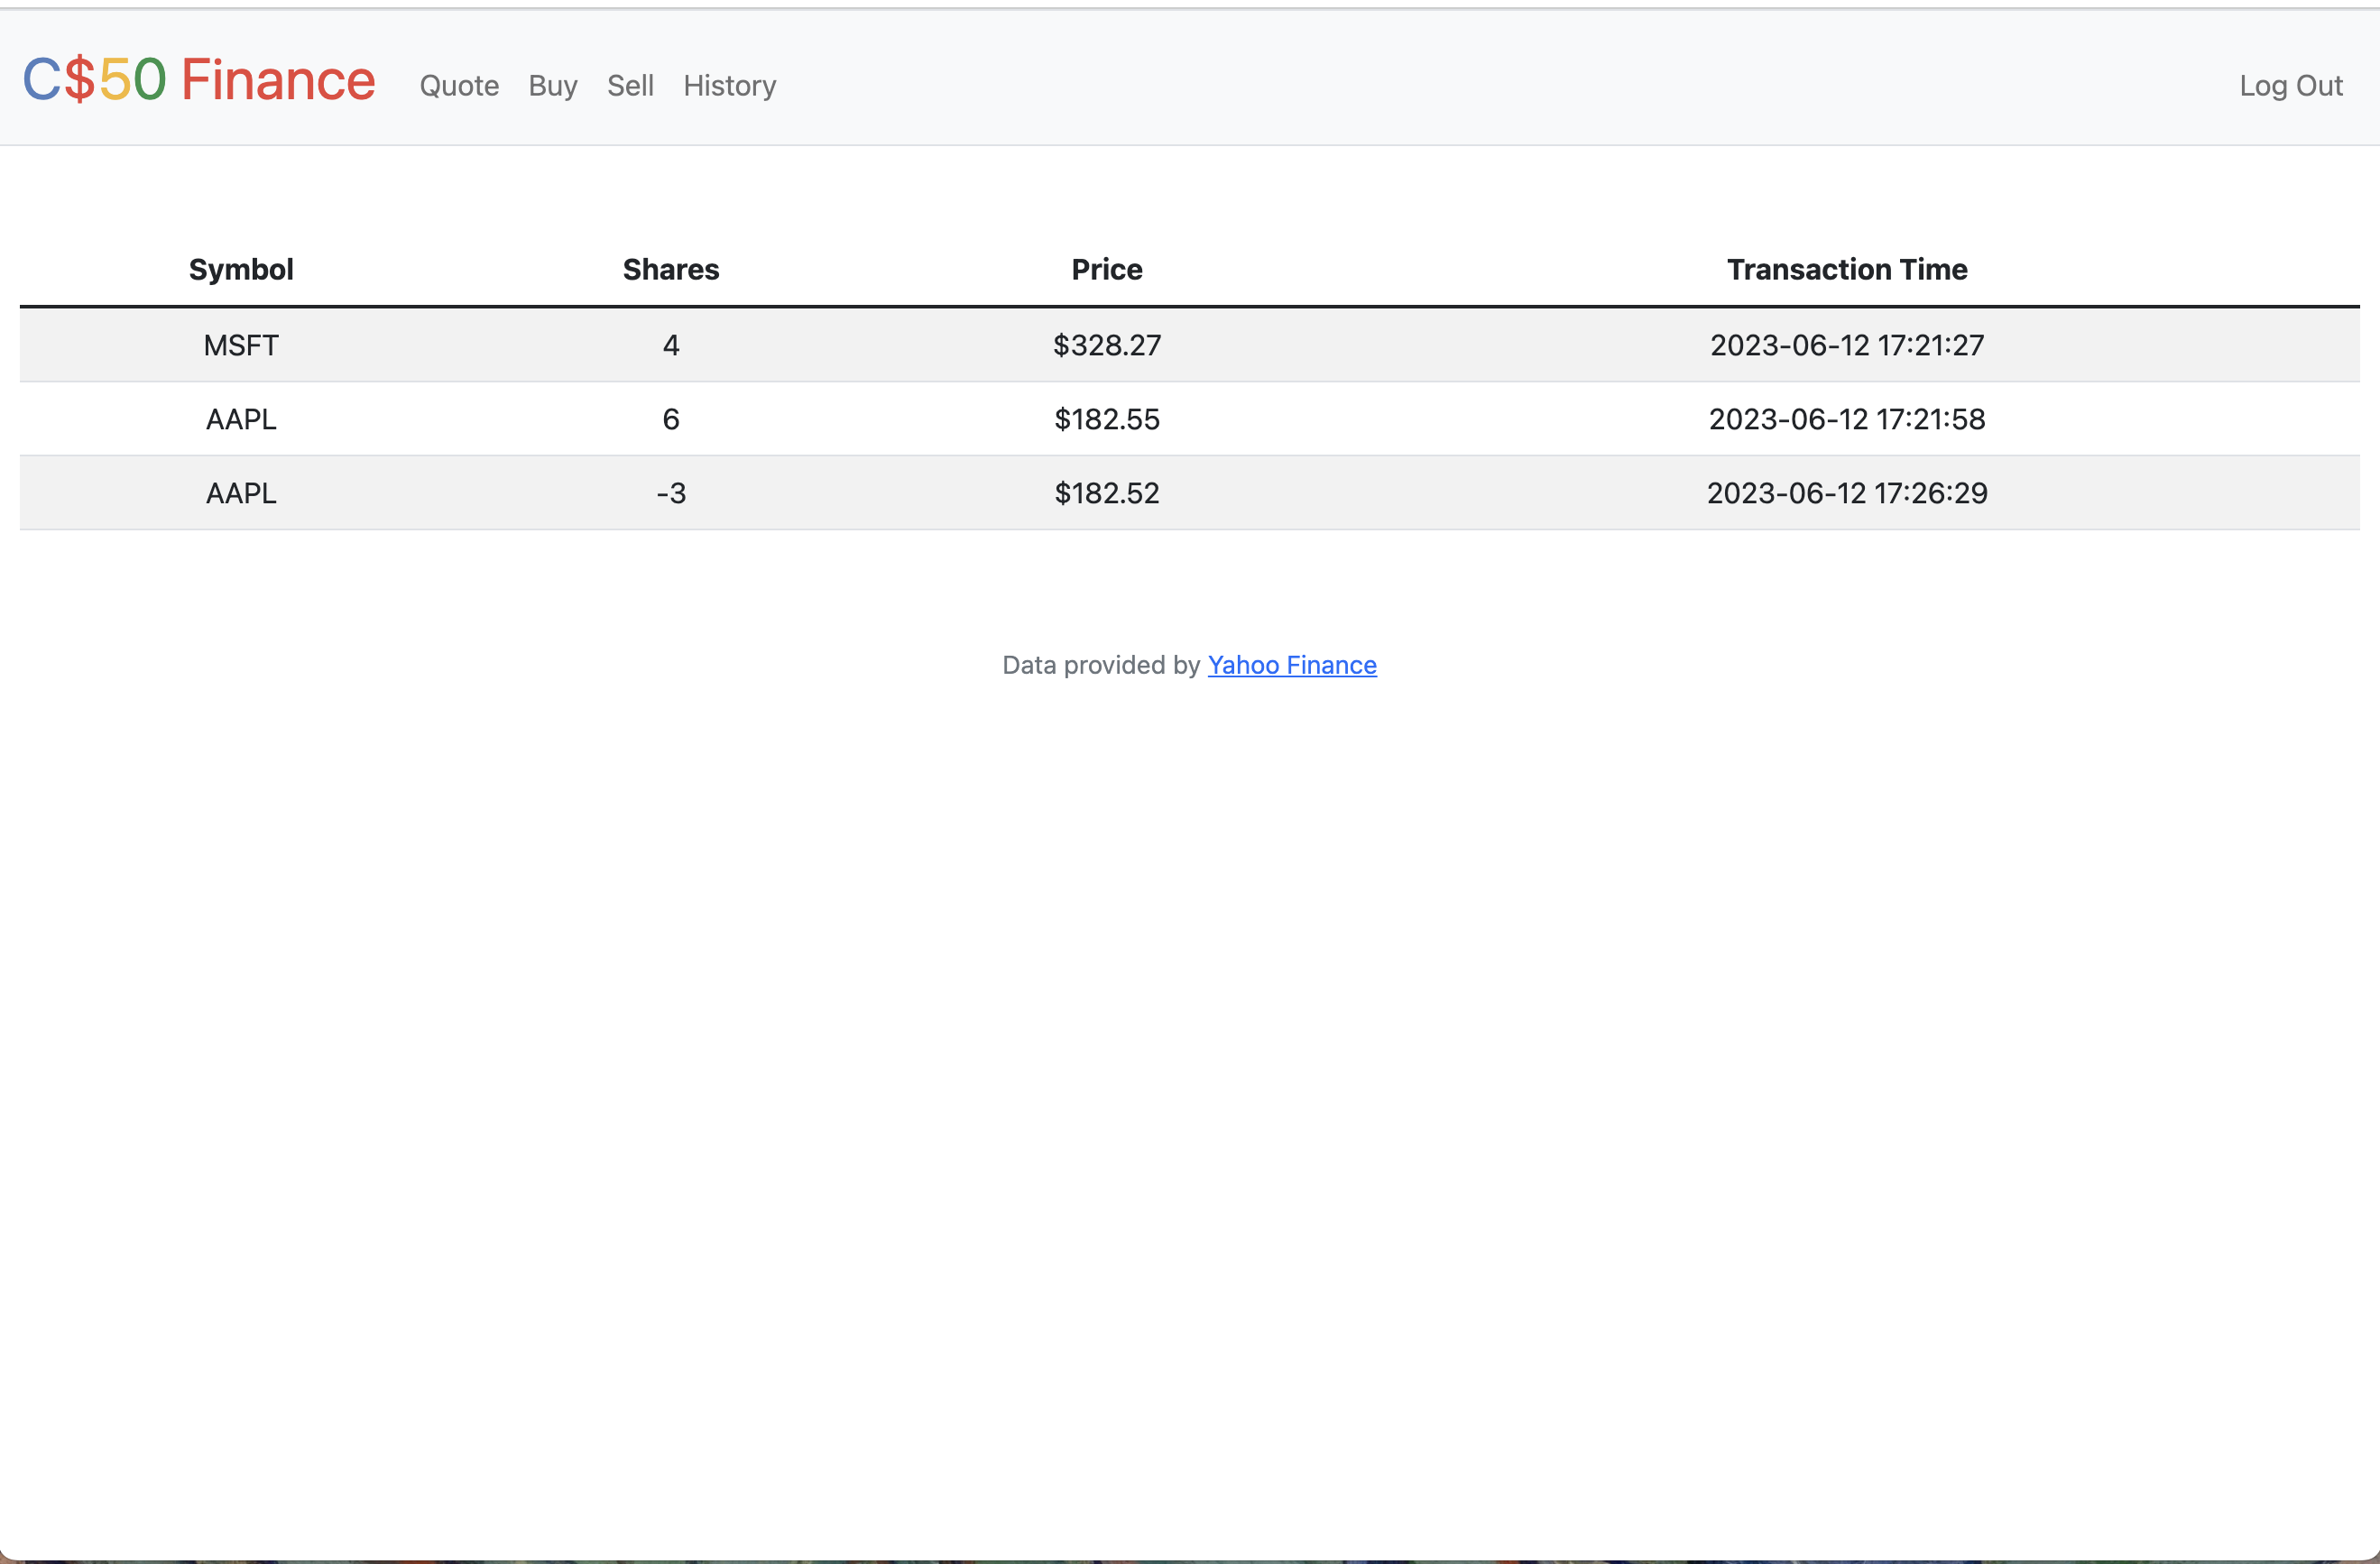 C$50 Finance Quote Buy Sell History Log Out
Symbol Shares Price Transaction Time
MSFT 4 $328.27 2023-06-12 17:21:27
AAPL 6 $182.55 2023-06-12 17:21:58
AAPL -3 $182.52 2023-06-12 17:26:29
Data provided by Yahoo Finance